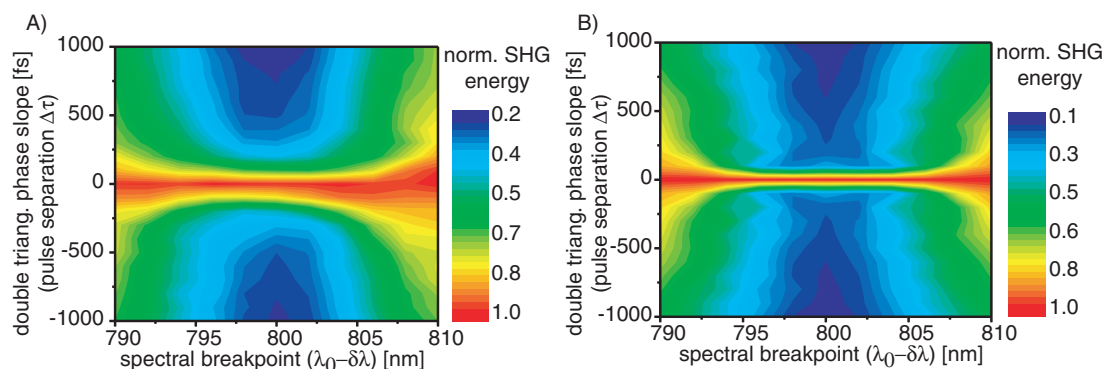 A)
double triang. phase slope [fs]
(pulse separation Δτ)
1000
500
0
-500
-1000
790
795
800
805
810
spectral breakpoint (λ0−δλ) [nm]
norm. SHG
energy
0.2
0.4
0.5
0.7
0.8
1.0
B)
double triang. phase slope [fs]
(pulse separation Δτ)
1000
500
0
-500
-1000
790
795
800
805
810
spectral breakpoint (λ0−δλ) [nm]
norm. SHG
energy
0.1
0.3
0.5
0.6
0.8
1.0